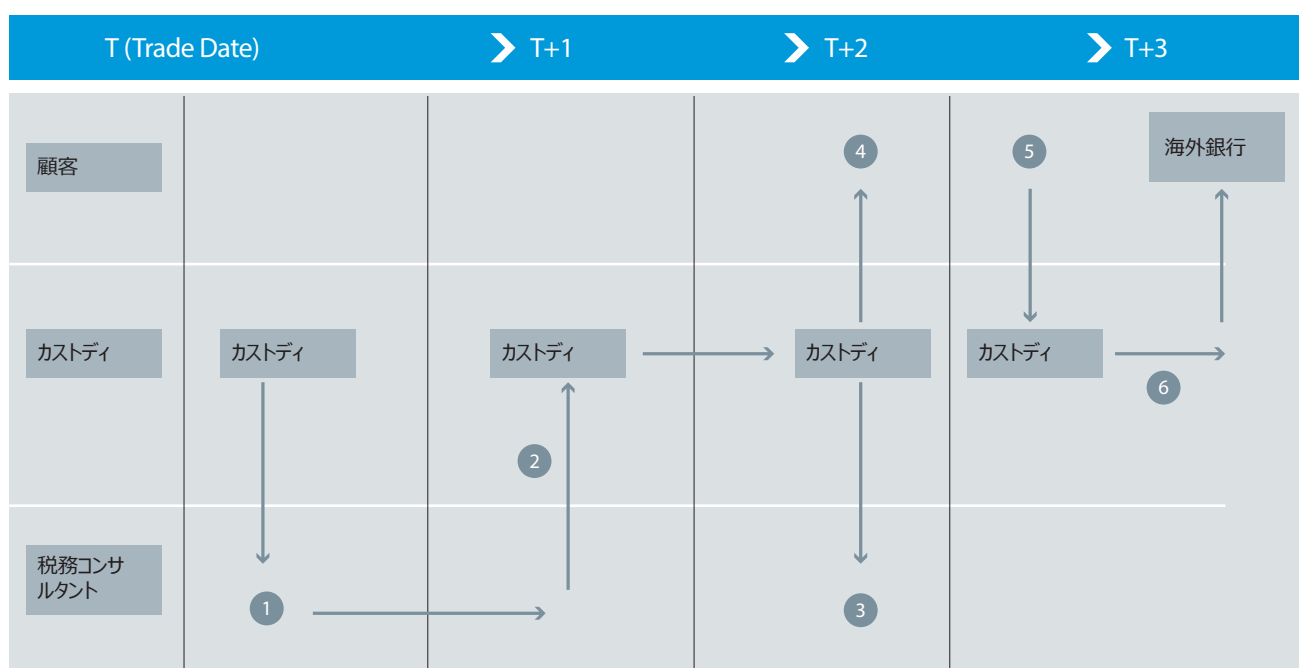 T (Trade Date)
T+1
T+2
T+3
顧客
4
5
海外銀行
カストディ
カストディ
カストディ
カストディ
カストディ
6
2
税務コンサ
ルタント
1
3